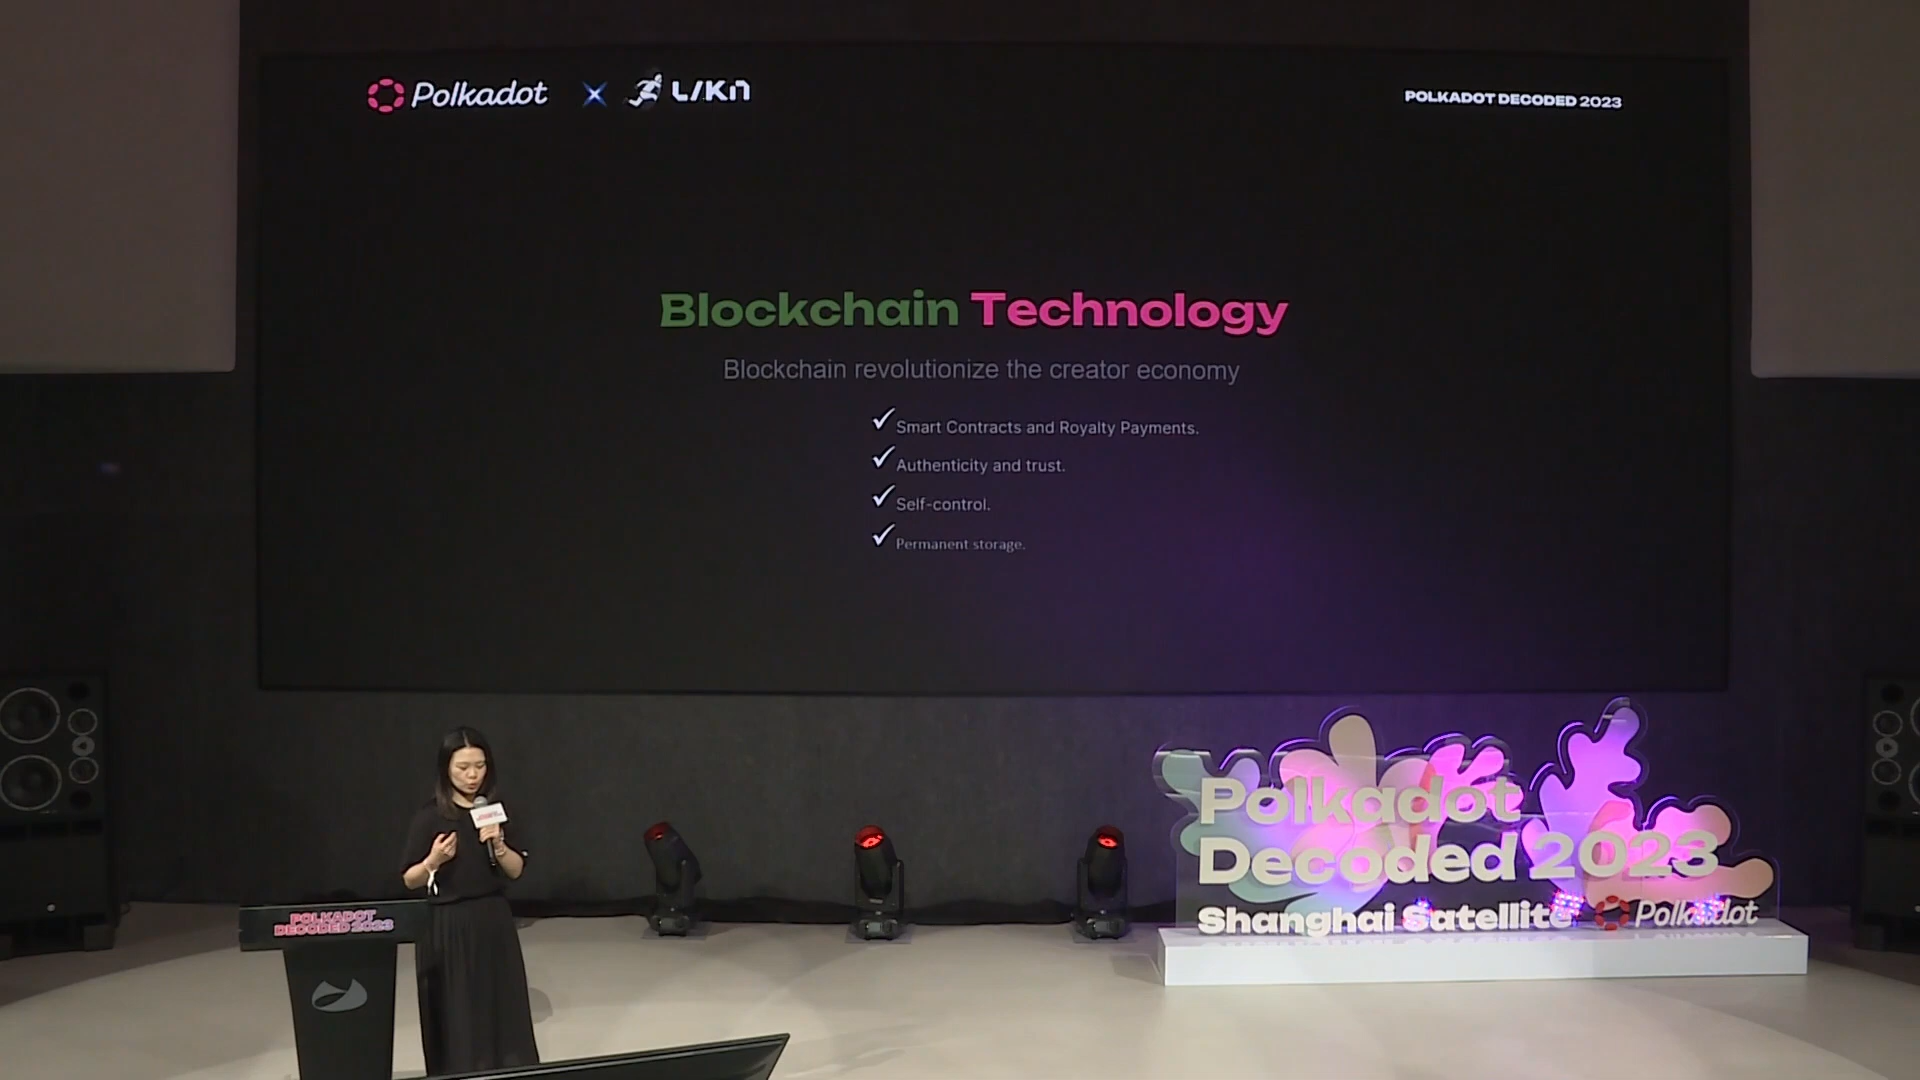 Polkadot X LIKN
POLKADOT DECODED 2023
Blockchain Technology
Blockchain revolutionize the creator economy
Smart Contracts and Royalty Payments.
Authenticity and trust.
Self-control.
Permanent storage.
POLKADOT
DECODED 2023
Polkadot
Decoded 2023
Shanghai Satellite
Polkadot